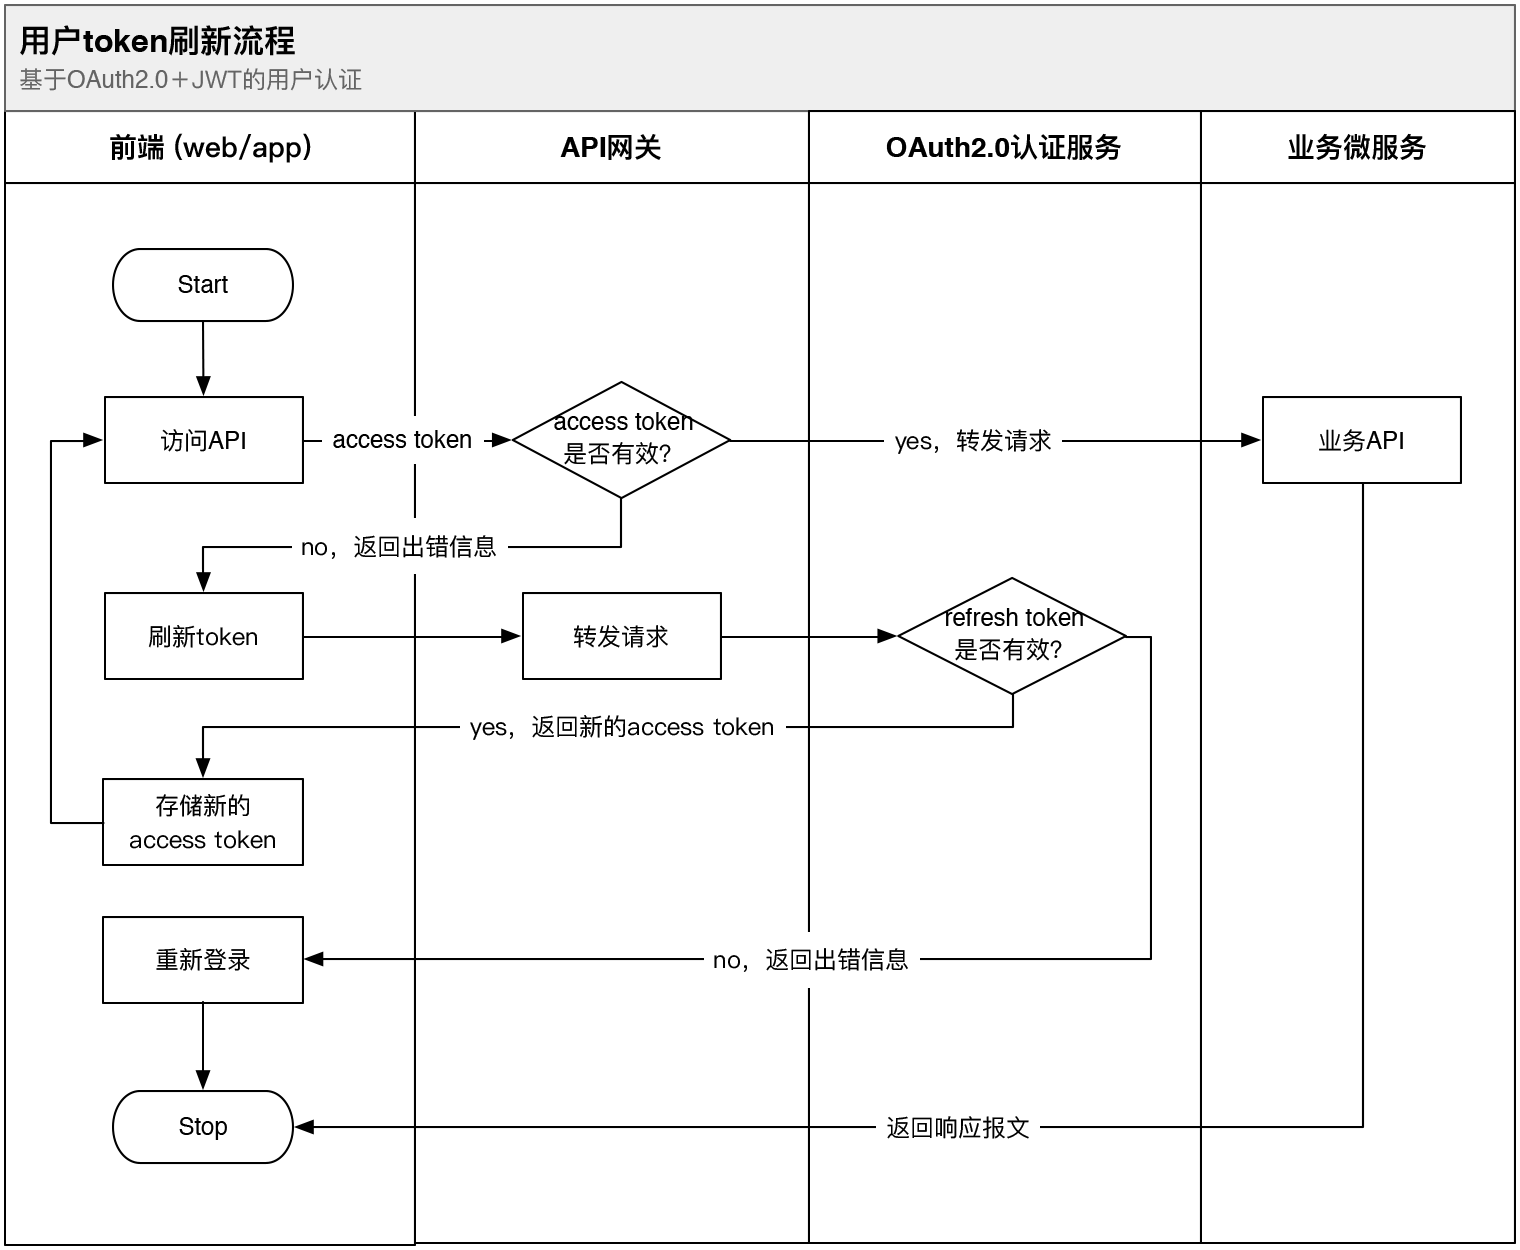 用户token刷新流程
基于OAuth2.0+JWT的用户认证
前端 (web/app)
API网关
OAuth2.0认证服务
业务微服务
Start
访问API
access token
access token
是否有效?
yes，转发请求
业务API
no，返回出错信息
刷新token
转发请求
refresh token
是否有效?
yes，返回新的access token
存储新的
access token
重新登录
no，返回出错信息
Stop
返回响应报文